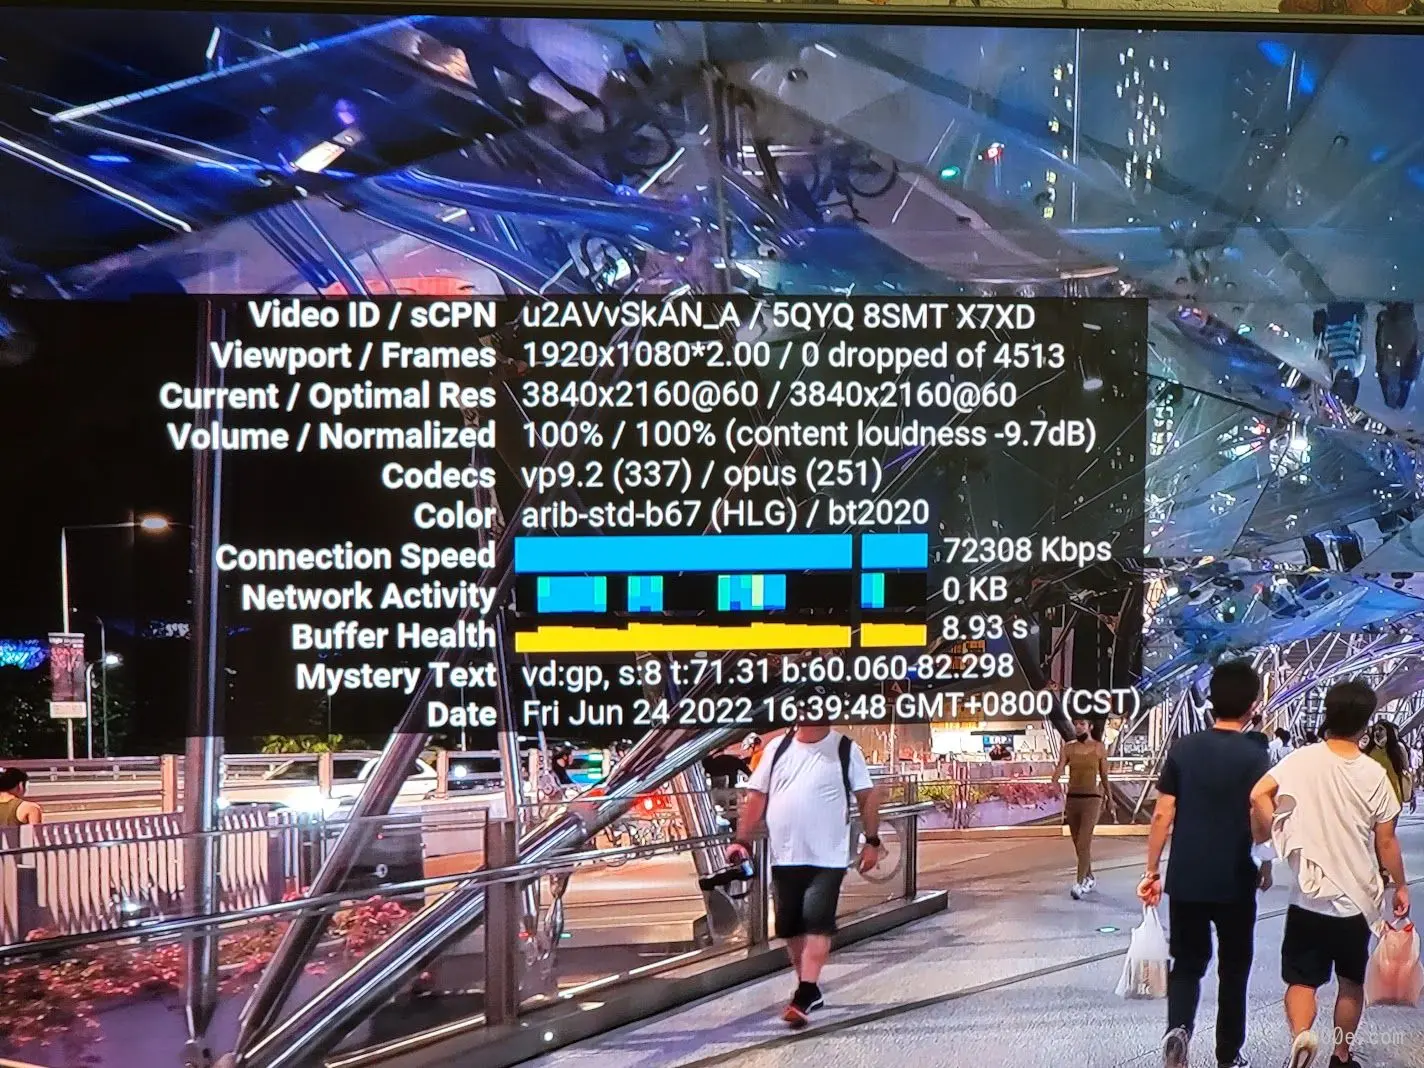 Video ID / sCPN u2AVvSkAN_A / 5QYQ 8SMT X7XD
Viewport / Frames 1920x1080*2.00 / 0 dropped of 4513
Current / Optimal Res 3840x2160@60 / 3840x2160@60
Volume / Normalized 100% / 100% (content loudness -9.7dB)
Codecs vp9.2 (337) / opus (251)
Color arib-std-b67 (HLG) / bt2020
Connection Speed 72308 Kbps
Network Activity 0 KB
Buffer Health 8.93 s
Mystery Text vd:gp, s:8 t:71.31 b:60.060-82.298
Date Fri Jun 24 2022 16:39:48 GMT+0800 (CST)